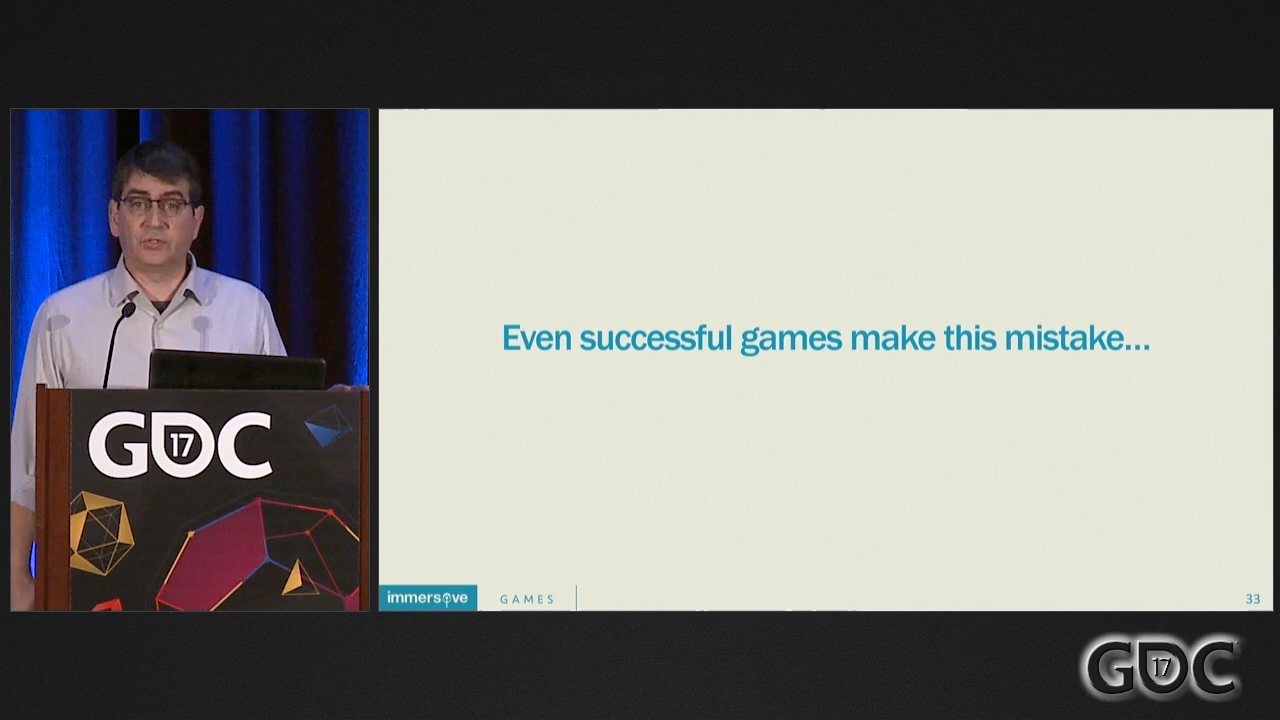 GDC
17
Even successful games make this mistake...
immersive
GAMES
33
GDC
17